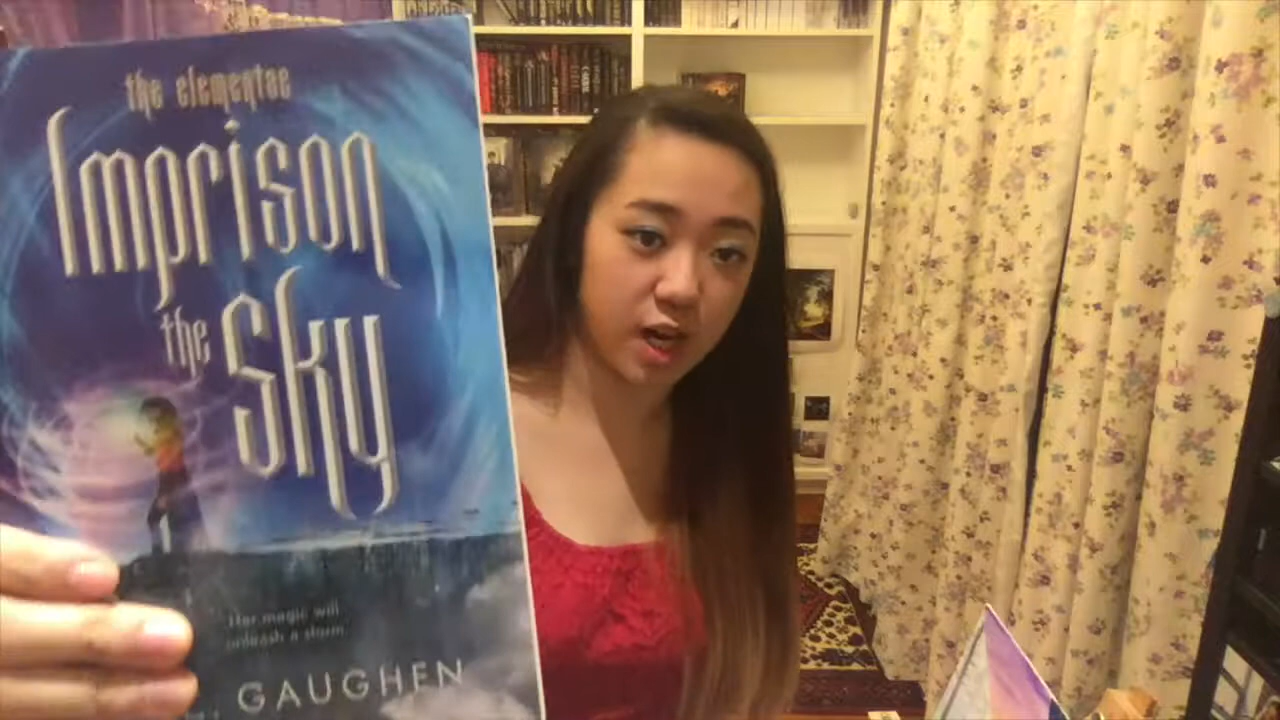 the elementae
Imprison
the
Sky
Her magic will
unleash a storm.
GAUGHEN